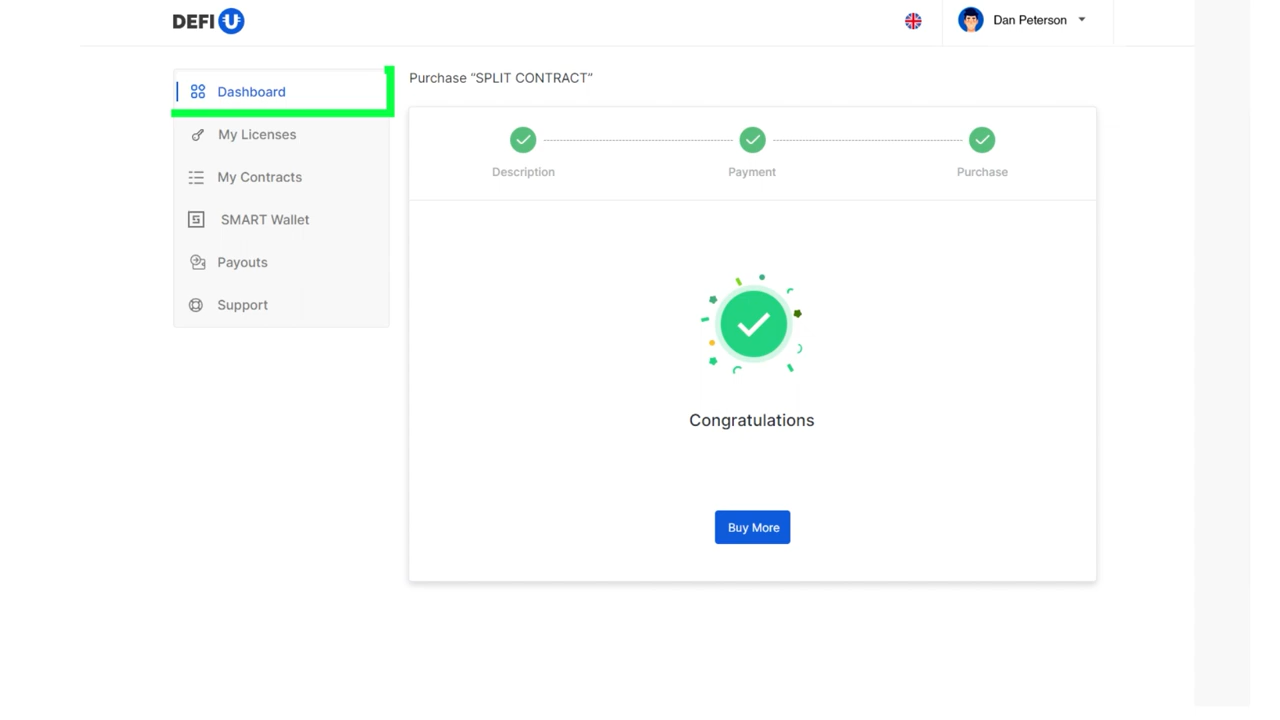 DEFI U
Dan Peterson
Dashboard
My Licenses
My Contracts
SMART Wallet
Payouts
Support
Purchase “SPLIT CONTRACT”
Description
Payment
Purchase
Congratulations
Buy More